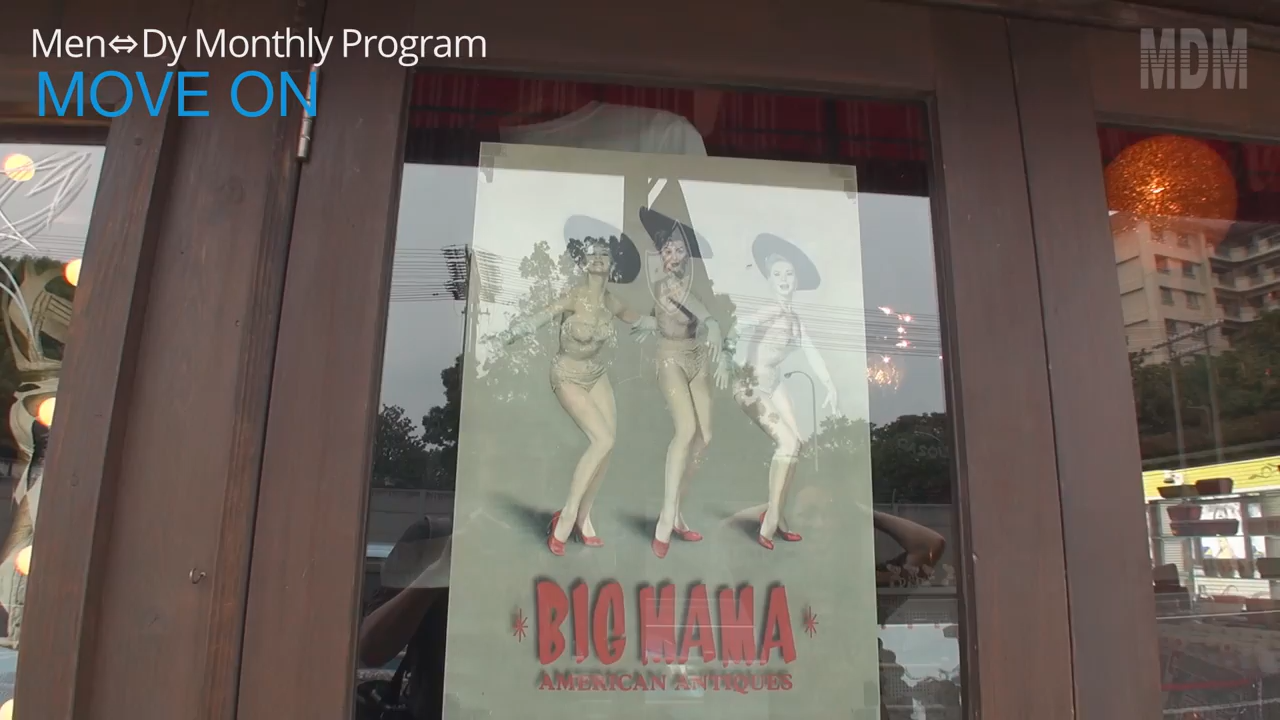 Men⇔Dy Monthly Program
MOVE ON
MDM
BIG MAMA
AMERICAN ANTIQUES